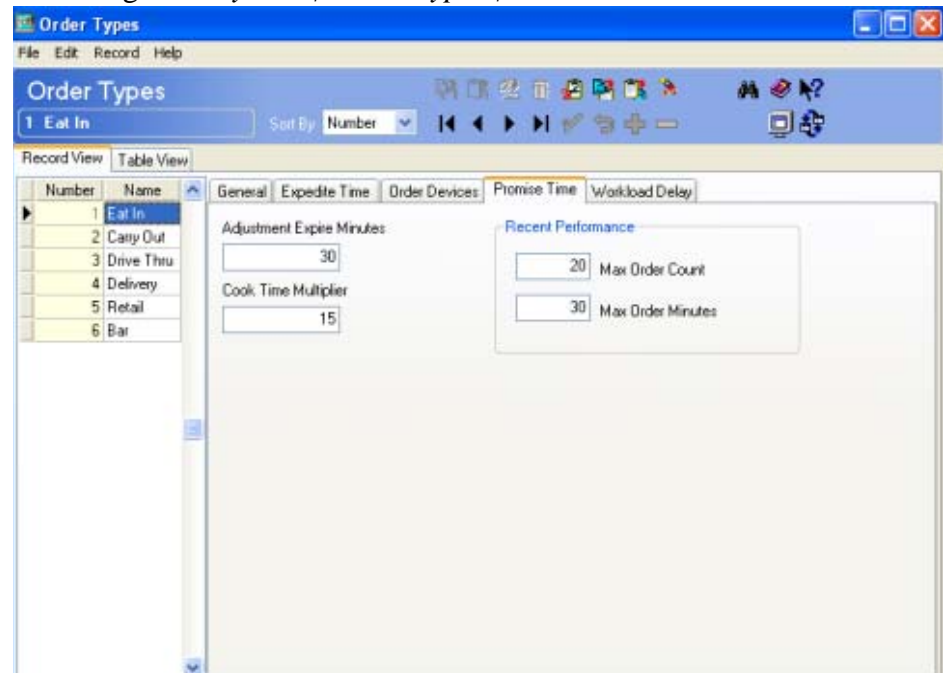 Order Types
File Edit Record Help
Order Types
1 Eat In
Sort By Number
Record View Table View
Number Name
1 Eat In
2 Carry Out
3 Drive Thru
4 Delivery
5 Retail
6 Bar
General Expedite Time Order Devices Promise Time Workload Delay
Adjustment Expire Minutes
30
Cook Time Multiplier
15
Recent Performance
20 Max Order Count
30 Max Order Minutes